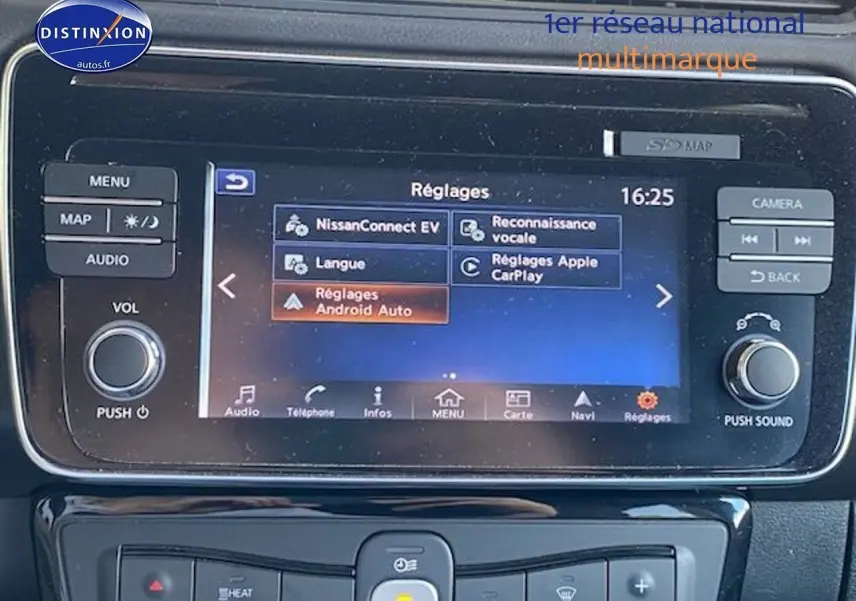 DISTINXION
autos.fr
1er réseau national
multimarque
SD MAP
MENU
MAP
AUDIO
VOL
PUSH
Réglages
16:25
NissanConnect EV
Reconnaissance
vocale
Langue
Réglages Apple
CarPlay
Réglages
Android Auto
Audio
Téléphone
Infos
MENU
Carte
Navi
Réglages
CAMERA
BACK
PUSH SOUND
HEAT